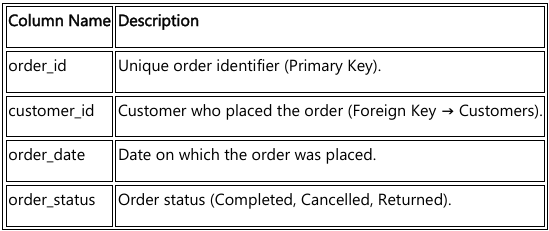 Column Name Description
order_id Unique order identifier (Primary Key).
customer_id Customer who placed the order (Foreign Key → Customers).
order_date Date on which the order was placed.
order_status Order status (Completed, Cancelled, Returned).